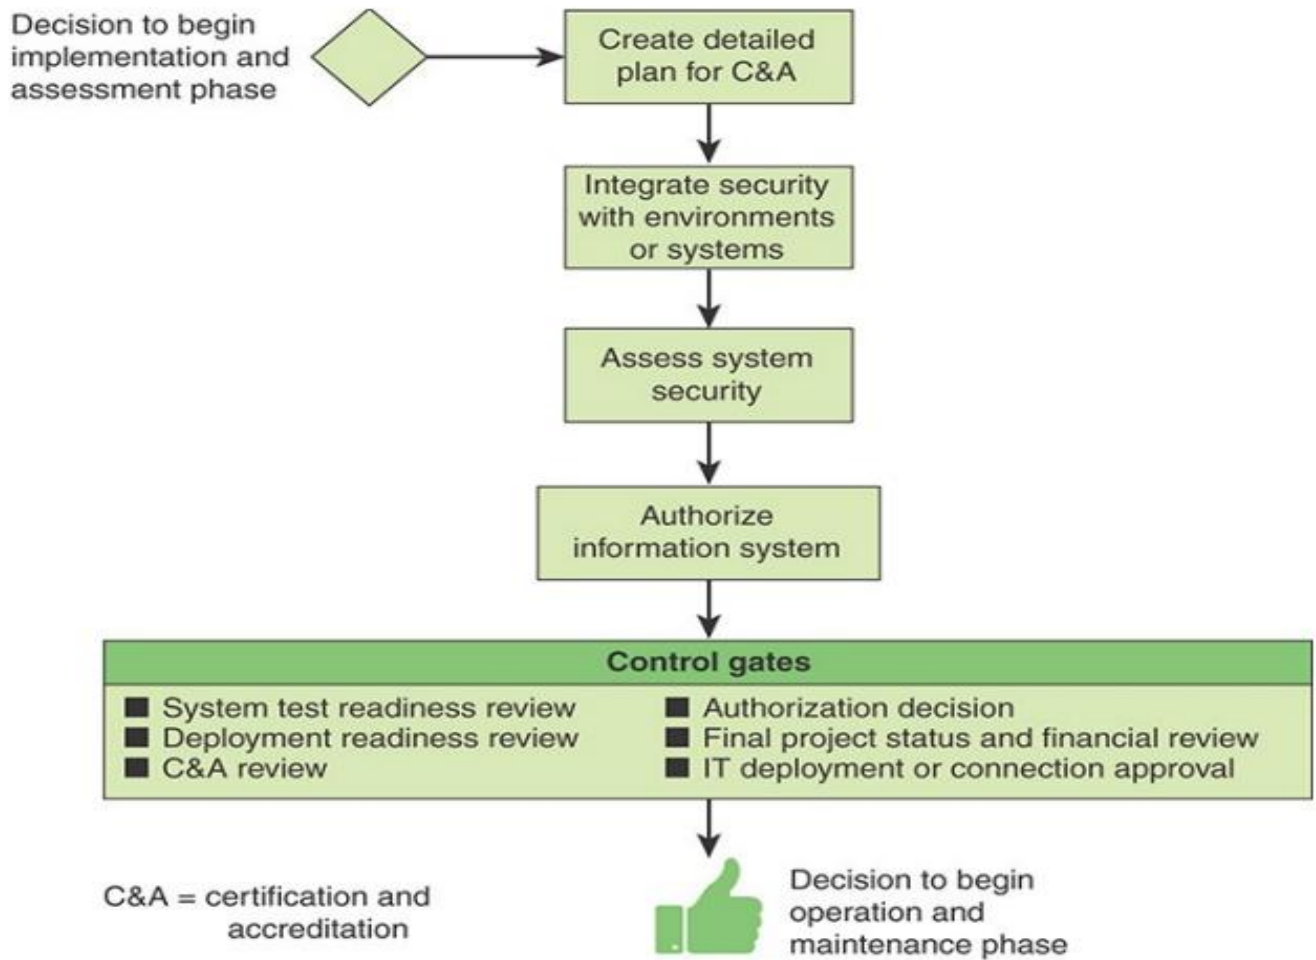 Decision to begin
implementation and
assessment phase
Create detailed
plan for C&A
Integrate security
with environments
or systems
Assess system
security
Authorize
information system
Control gates
■ System test readiness review
■ Deployment readiness review
■ C&A review
■ Authorization decision
■ Final project status and financial review
■ IT deployment or connection approval
C&A = certification and
accreditation
Decision to begin
operation and
maintenance phase